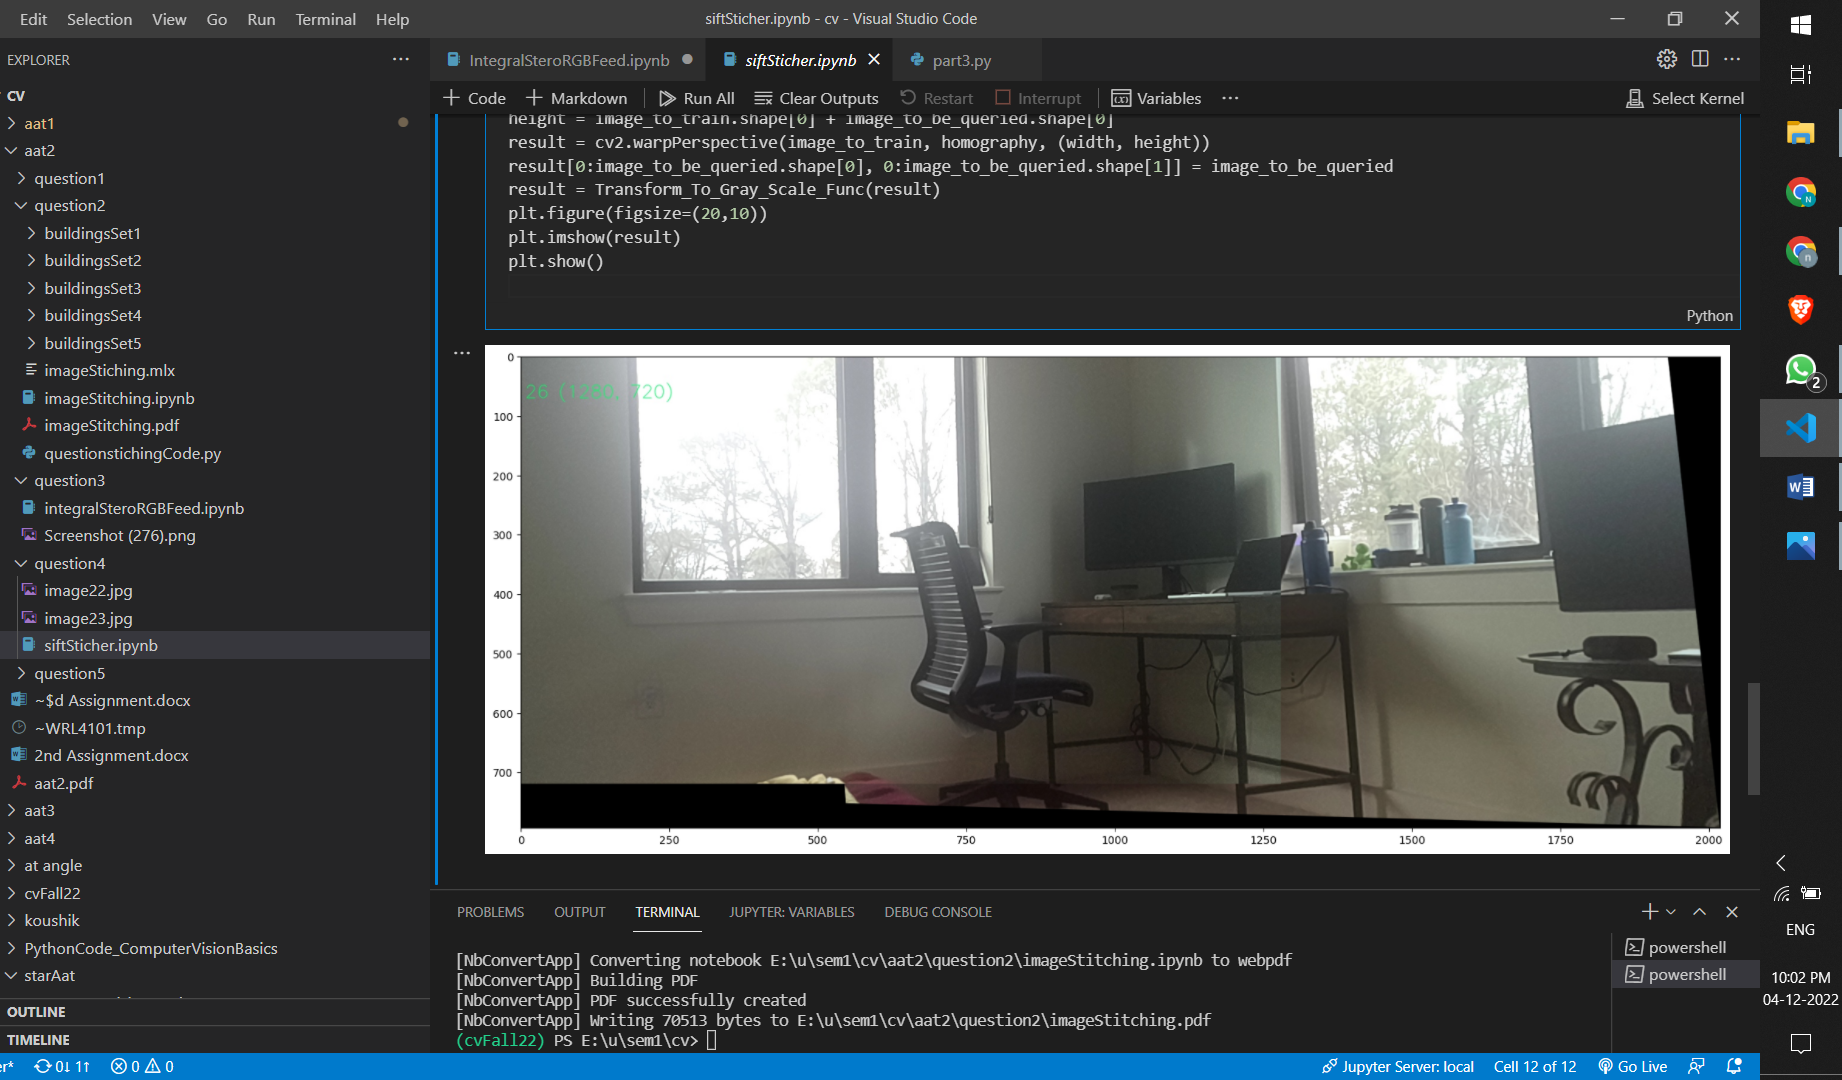 Edit Selection View Go Run Terminal Help
siftSticher.ipynb - cv - Visual Studio Code
EXPLORER
CV
aat1
aat2
question1
question2
buildingsSet1
buildingsSet2
buildingsSet3
buildingsSet4
buildingsSet5
imageStiching.mlx
imageStitching.ipynb
imageStitching.pdf
questionstichingCode.py
question3
integralSteroRGBFeed.ipynb
Screenshot (276).png
question4
image22.jpg
image23.jpg
siftSticher.ipynb
question5
~$d Assignment.docx
~WRL4101.tmp
2nd Assignment.docx
aat2.pdf
aat3
aat4
at angle
cvFall22
koushik
PythonCode_ComputerVisionBasics
starAat
OUTLINE
TIMELINE
IntegralSteroRGBFeed.ipynb
siftSticher.ipynb
part3.py
Code Markdown Run All Clear Outputs Restart Interrupt Variables
Select Kernel
height = image_to_train.shape[0] + image_to_be_queried.shape[0]
result = cv2.warpPerspective(image_to_train, homography, (width, height))
result[0:image_to_be_queried.shape[0], 0:image_to_be_queried.shape[1]] = image_to_be_queried
result = Transform_To_Gray_Scale_Func(result)
plt.figure(figsize=(20,10))
plt.imshow(result)
plt.show()
Python
26 (1280, 720)
0
100
200
300
400
500
600
700
0 250 500 750 1000 1250 1500 1750 2000
PROBLEMS OUTPUT TERMINAL JUPYTER: VARIABLES DEBUG CONSOLE
[NbConvertApp] Converting notebook E:\u\sem1\cv\aat2\question2\imageStitching.ipynb to webpdf
[NbConvertApp] Building PDF
[NbConvertApp] PDF successfully created
[NbConvertApp] Writing 70513 bytes to E:\u\sem1\cv\aat2\question2\imageStitching.pdf
(cvFall22) PS E:\u\sem1\cv>
powershell
powershell
er* 0↓ 1↑ 0 0
Jupyter Server: local Cell 12 of 12 Go Live
2
ENG
10:02 PM
04-12-2022